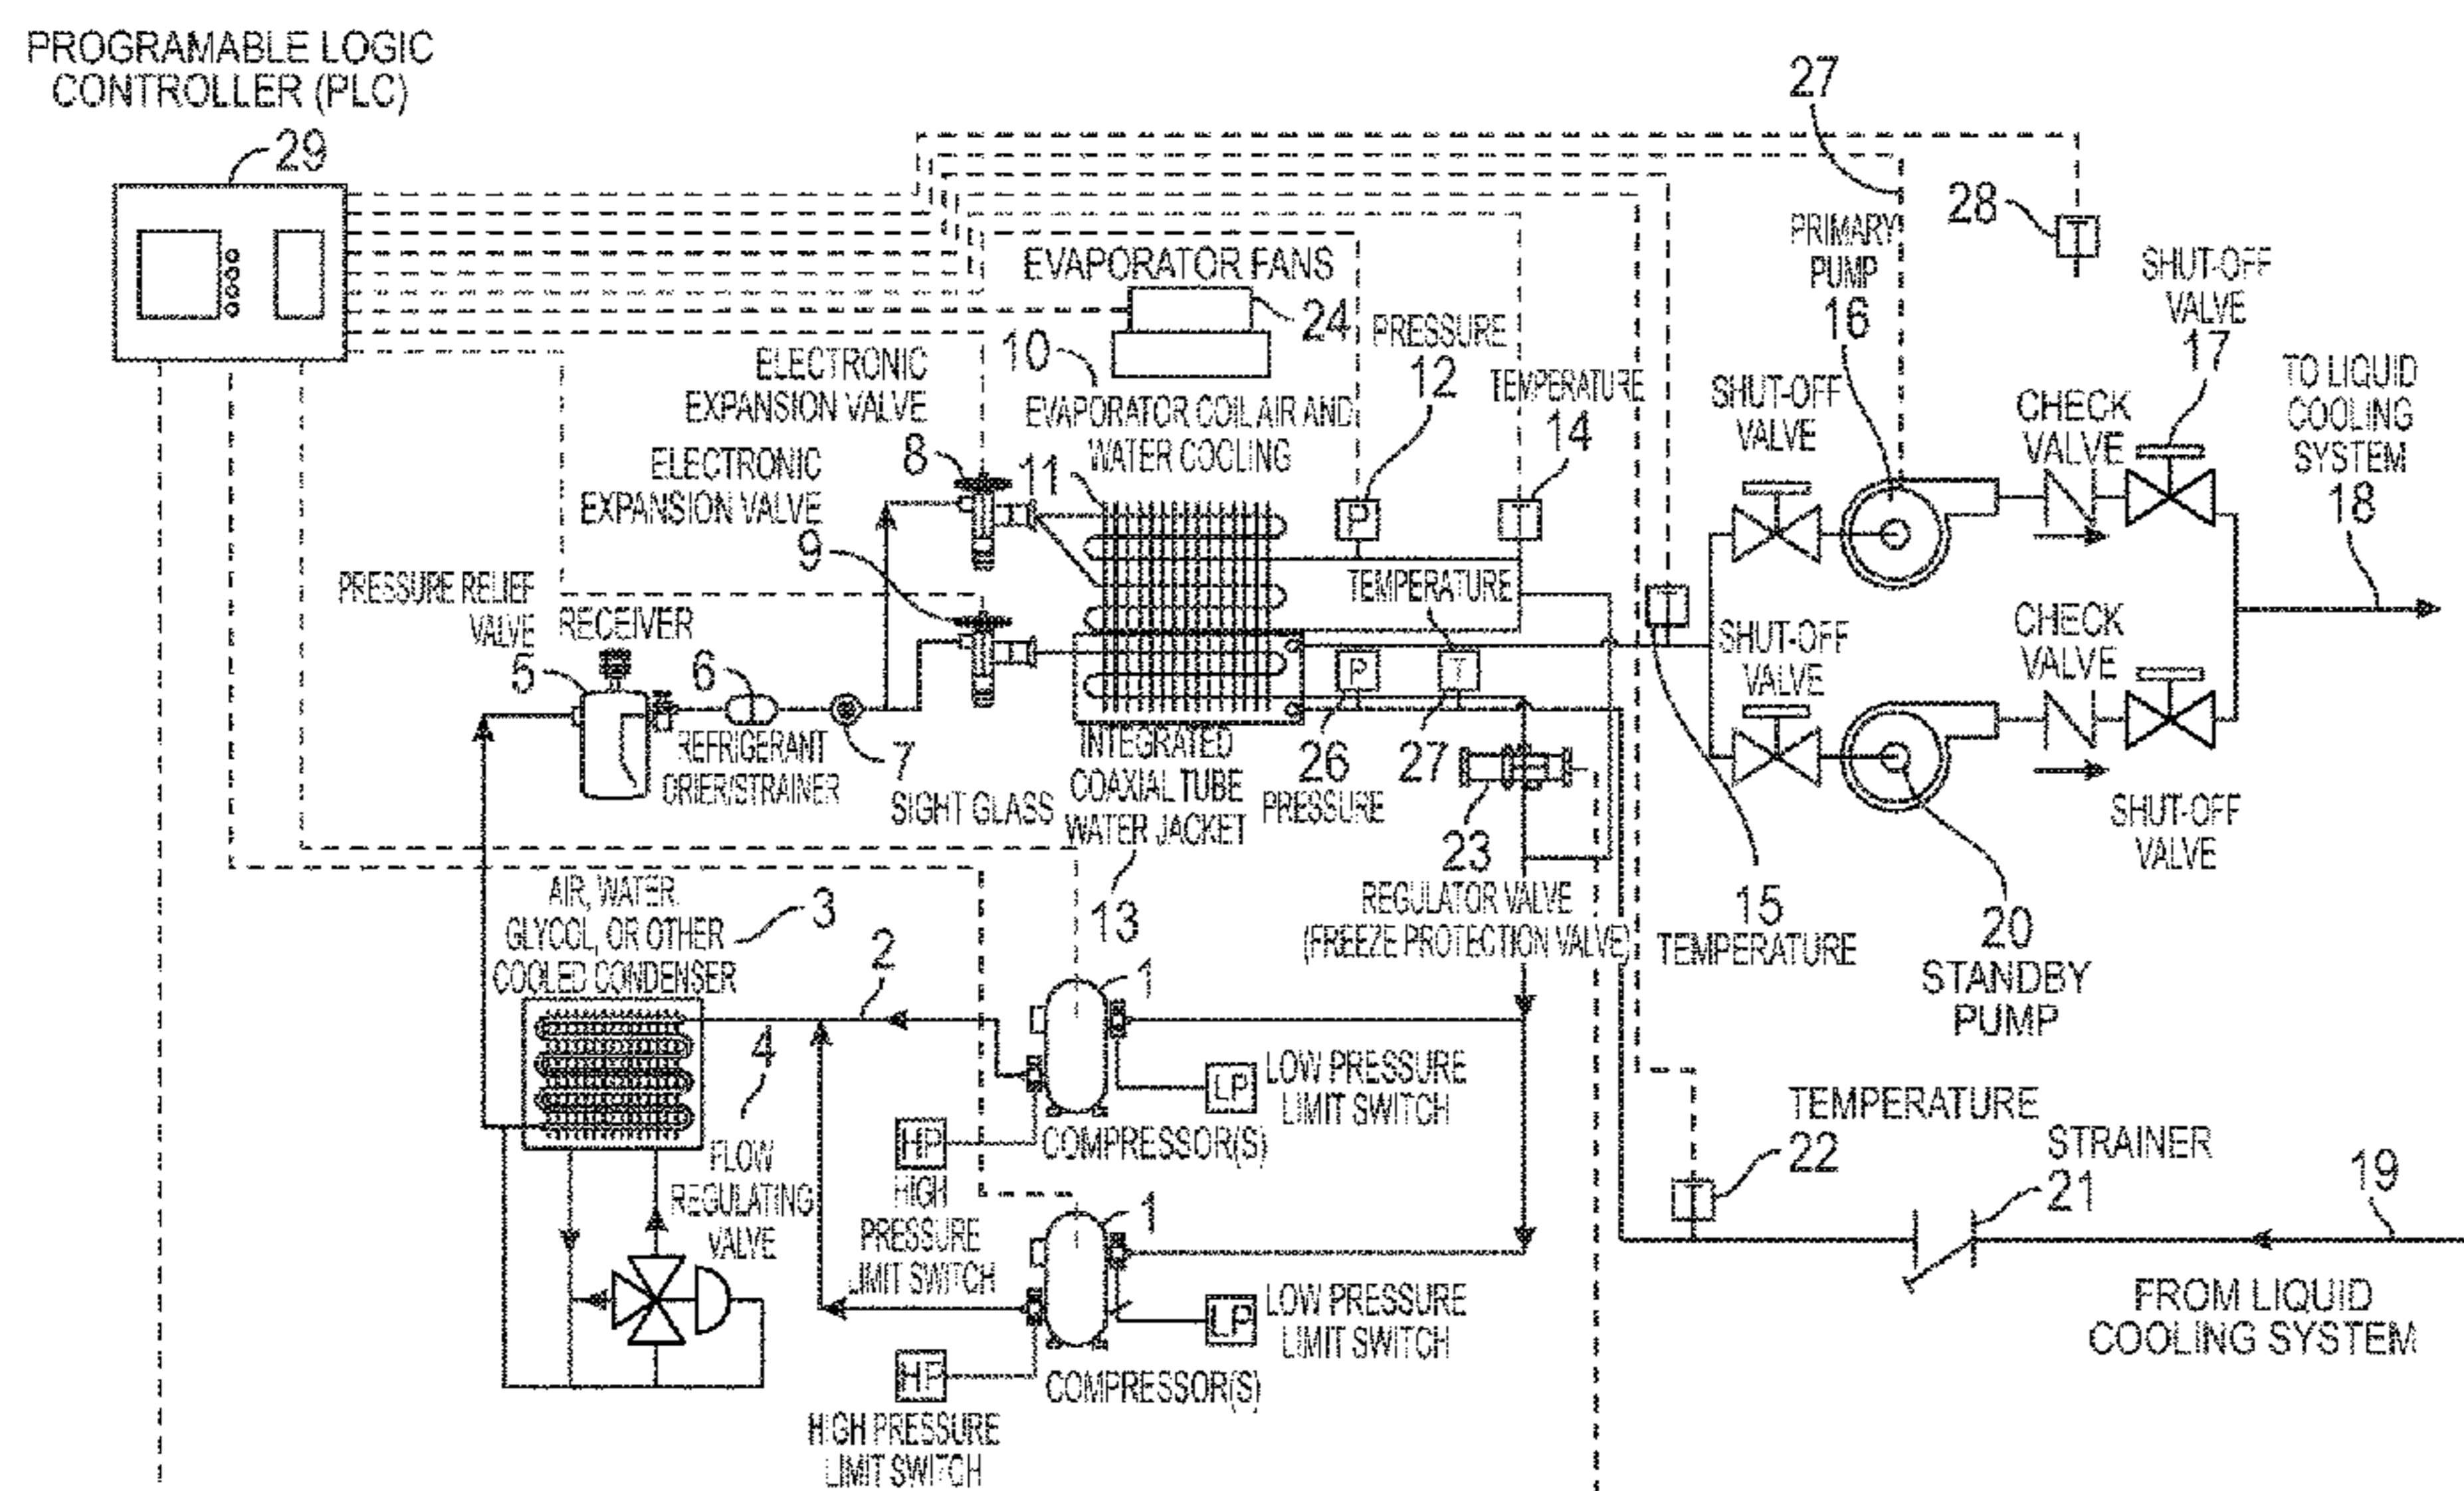 PROGRAMABLE LOGIC
CONTROLLER (PLC)
29
27
28
PRIMARY
PUMP
16
SHUT-OFF
VALVE
17
EVAPORATOR FANS
24
10
EVAPORATOR COIL AIR AND
WATER COOLING
11
PRESSURE
12
TEMPERATURE
14
ELECTRONIC
EXPANSION VALVE
8
ELECTRONIC
EXPANSION VALVE
9
SHUT-OFF
VALVE
CHECK
VALVE
TO LIQUID
COOLING
SYSTEM
18
P
T
TEMPERATURE
T
PRESSURE RELIEF
VALVE
5
RECEIVER
6
REFRIGERANT
ORIER/STRAINER
7
SIGHT GLASS
INTEGRATED
COAXIAL TUBE
WATER JACKET
13
P
26
PRESSURE
T
27
23
REGULATOR VALVE
(FREEZE PROTECTION VALVE)
SHUT-OFF
VALVE
CHECK
VALVE
SHUT-OFF
VALVE
15
TEMPERATURE
20
STANDBY
PUMP
AIR, WATER.
GLYCOL, OR OTHER
COOLED CONDENSER
3
2
4
FLOW
REGULATING
VALVE
1
LP
LOW PRESSURE
LIMIT SWITCH
COMPRESSOR(S)
HP
HIGH
PRESSURE
LIMIT SWITCH
1
LP
LOW PRESSURE
LIMIT SWITCH
COMPRESSOR(S)
HP
HIGH PRESSURE
LIMIT SWITCH
TEMPERATURE
22
STRAINER
21
19
FROM LIQUID
COOLING SYSTEM